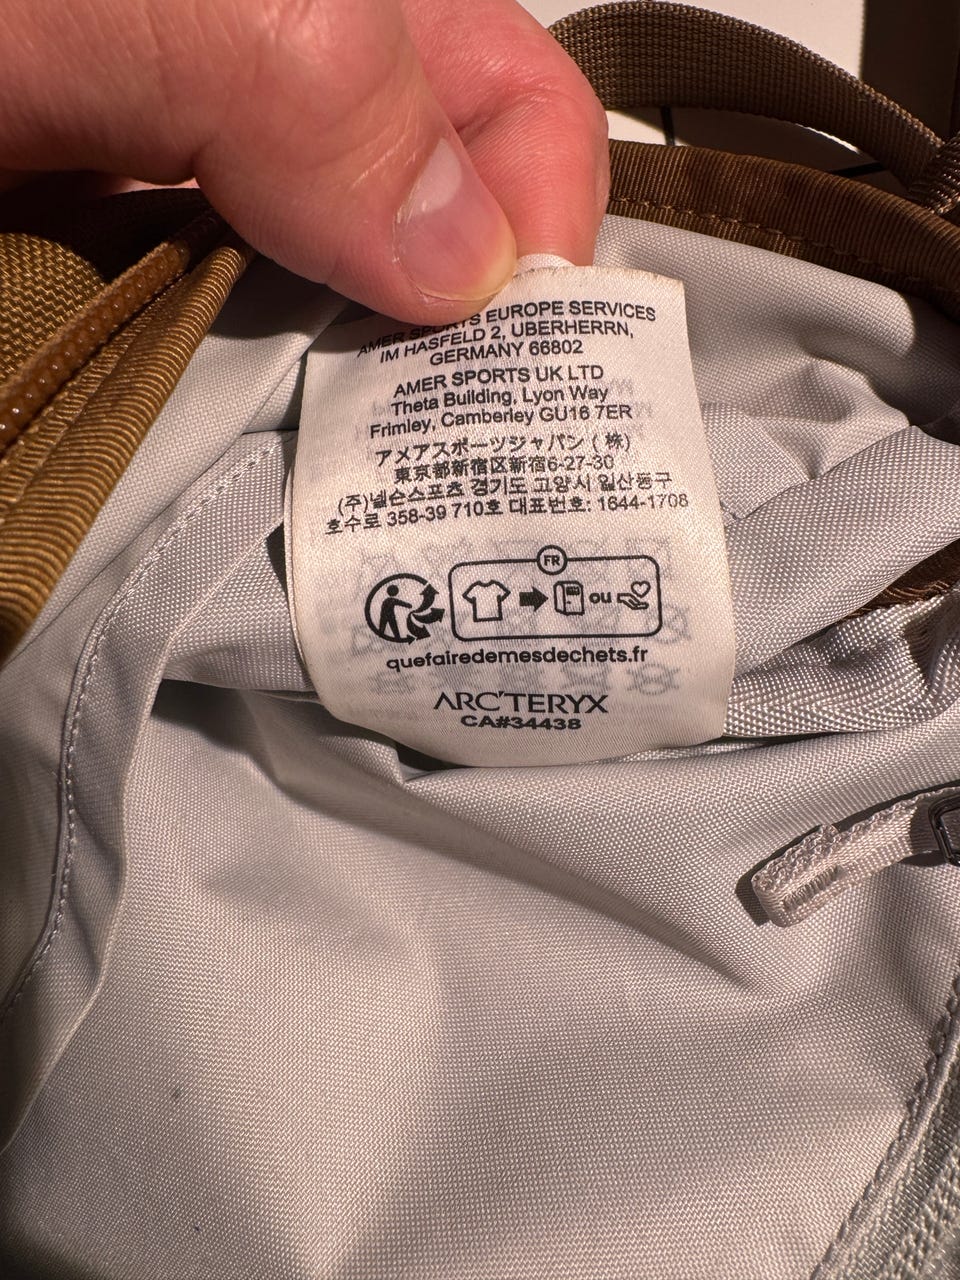 AMER SPORTS EUROPE SERVICES
IM HASFELD 2, UBERHERRN,
GERMANY 66802
AMER SPORTS UK LTD
Theta Building, Lyon Way
Frimley, Camberley GU16 7ER
アメアスポーツジャパン (株)
東京都新宿区新宿6-27-30
(주)넬슨스포츠 경기도 고양시 일산동구
호수로 358-39 710호 대표번호: 1644-1708
FR
ou
quefairedemesdechets.fr
ARC'TERYX
CA#34438